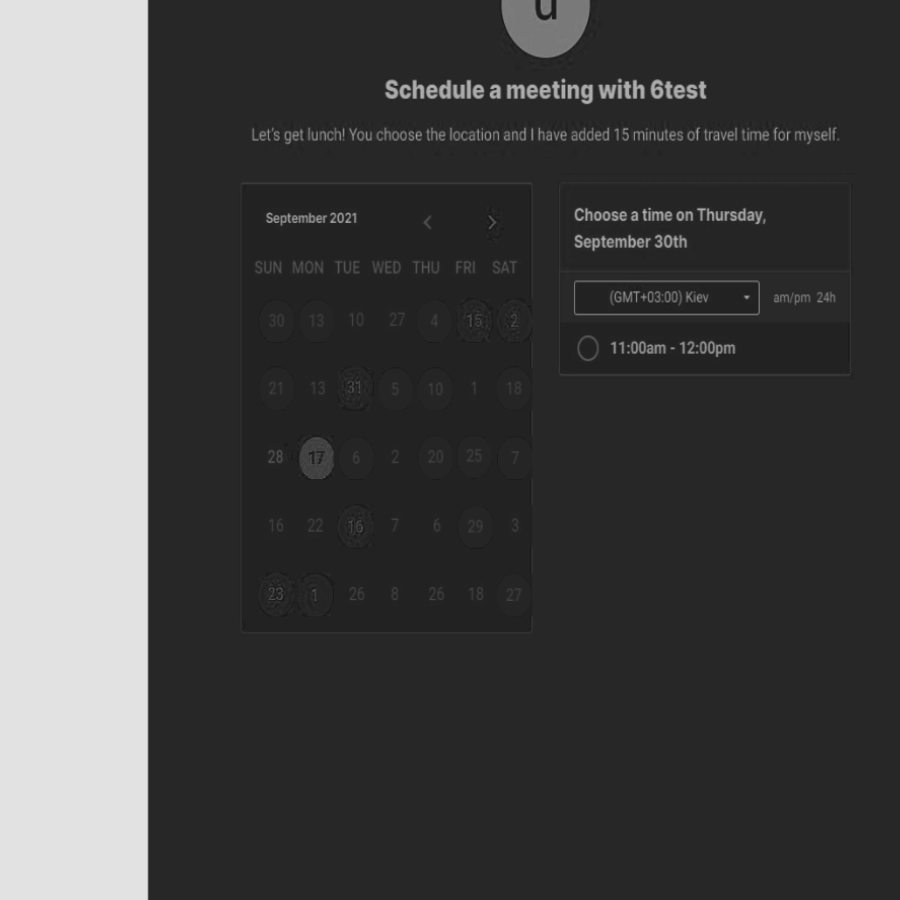 u
Schedule a meeting with 6test
Let's get lunch! You choose the location and I have added 15 minutes of travel time for myself.
September 2021
SUN MON TUE WED THU FRI SAT
30 13 10 27 4 15 2
21 13 31 5 10 1 18
28 17 6 2 20 25 7
16 22 16 7 6 29 3
23 1 26 8 26 18 27
Choose a time on Thursday,
September 30th
(GMT+03:00) Kiev am/pm 24h
11:00am - 12:00pm